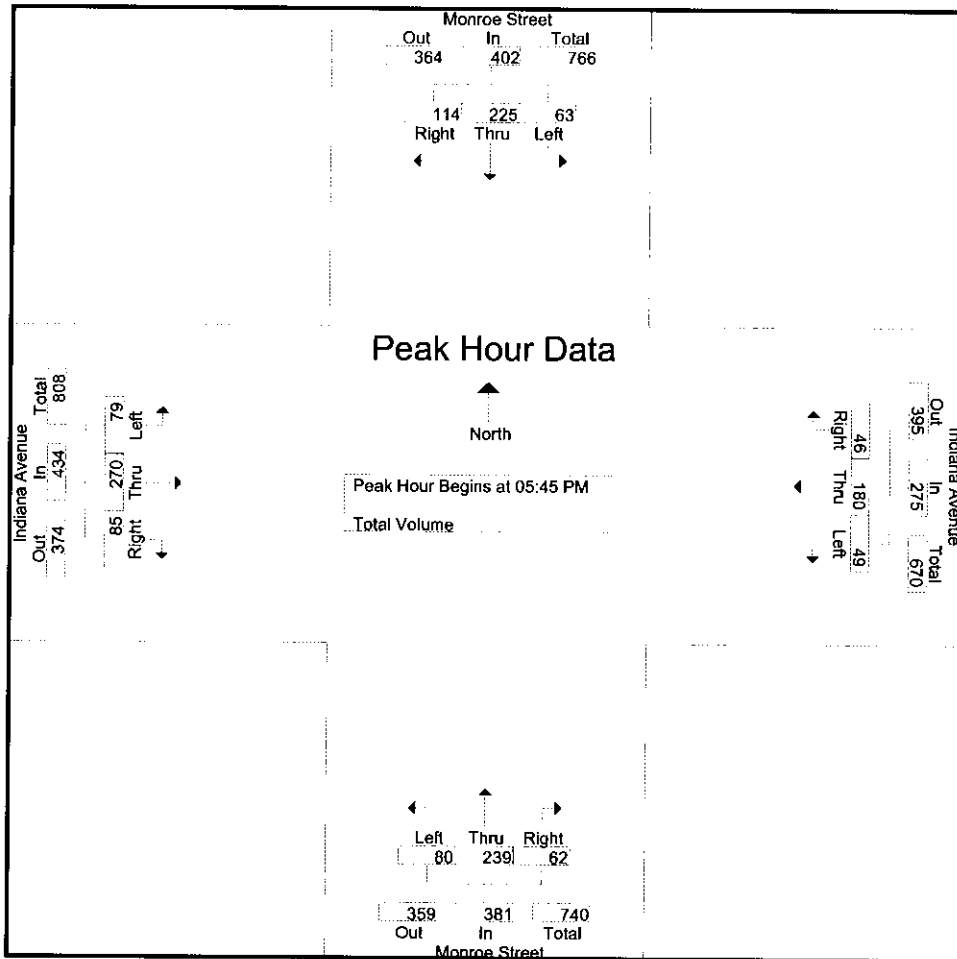 Monroe Street
Out In Total
364 402 766
114 225 63
Right Thru Left
Peak Hour Data
North
Peak Hour Begins at 05:45 PM
Total Volume
Indiana Avenue
Out In Total
374 434 808
85 270 79
Right Thru Left
Indiana Avenue
Out In Total
395 275 670
46 180 49
Right Thru Left
Left Thru Right
80 239 62
359 381 740
Out In Total
Monroe Street